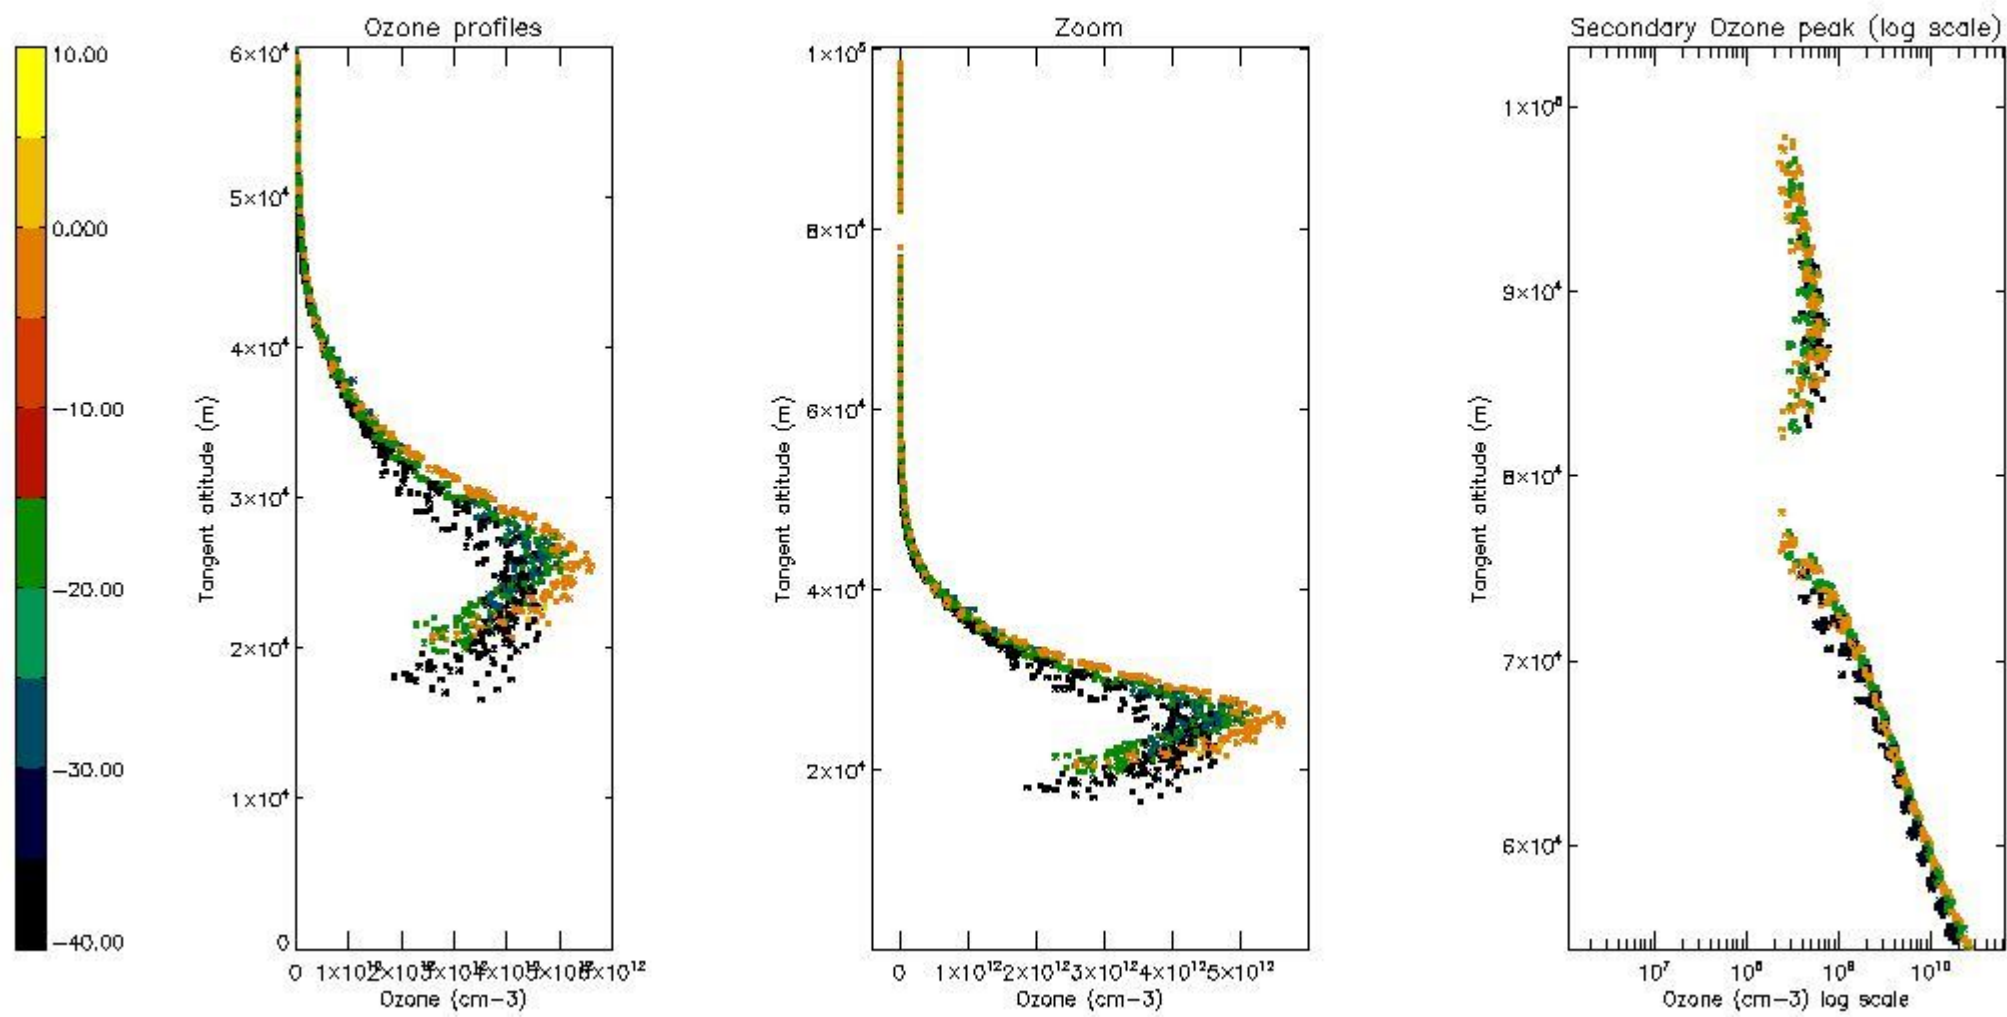 Ozone profiles
Zoom
Secondary Ozone peak (log scale)
10.00
0.000
-10.00
-20.00
-30.00
-40.00
6×10⁴
5×10⁴
4×10⁴
3×10⁴
2×10⁴
1×10⁴
0
Tangent altitude (m)
0 1×10¹²
Ozone (cm-3)
1×10⁵
8×10⁴
6×10⁴
4×10⁴
2×10⁴
Tangent altitude (m)
0 1×10¹² 2×10¹² 3×10¹² 4×10¹² 5×10¹²
Ozone (cm-3)
9×10⁴
8×10⁴
7×10⁴
6×10⁴
Tangent altitude (m)
10⁷ 10⁸ 10⁹ 10¹⁰
Ozone (cm-3) log scale